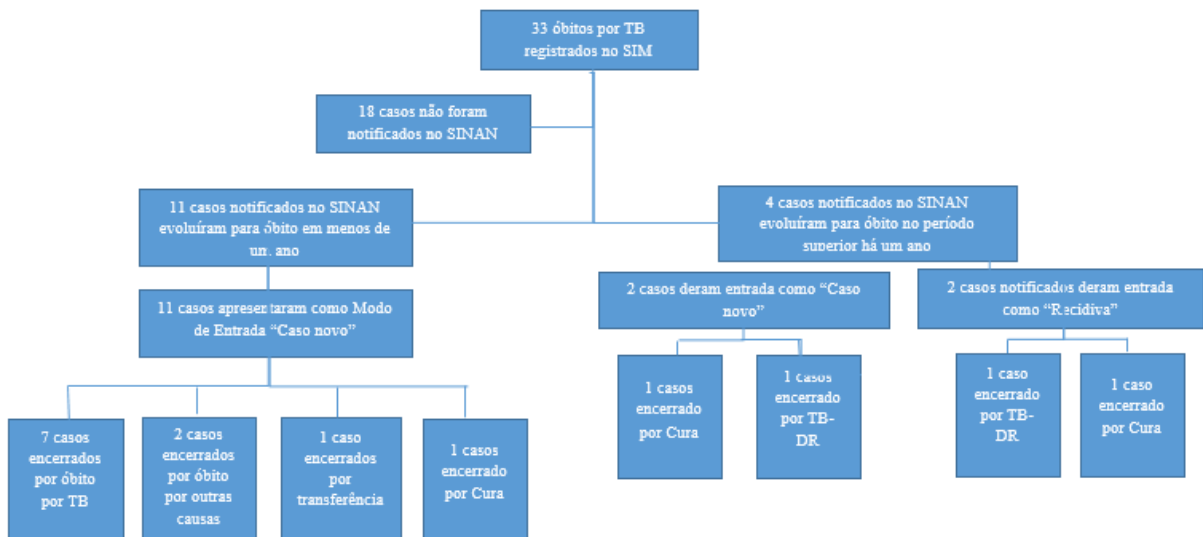 33 óbitos por TB
registrados no SIM
18 casos não foram
notificados no SINAN
11 casos notificados no SINAN
evoluíram para óbito em menos de
um ano
4 casos notificados no SINAN
evoluíram para óbito no período
superior há um ano
11 casos apresentaram como Modo
de Entrada “Caso novo”
2 casos deram entrada como “Caso
novo”
2 casos notificados deram entrada
como “Recidiva”
7 casos
encerrados
por óbito
por TB
2 casos
encerrados
por óbito
por outras
causas
1 caso
encerrados
por
transferência
1 casos
encerrado
por Cura
1 casos
encerrado
por Cura
1 casos
encerrado
por TB-
DR
1 caso
encerrado
por TB-
DR
1 caso
encerrado
por Cura